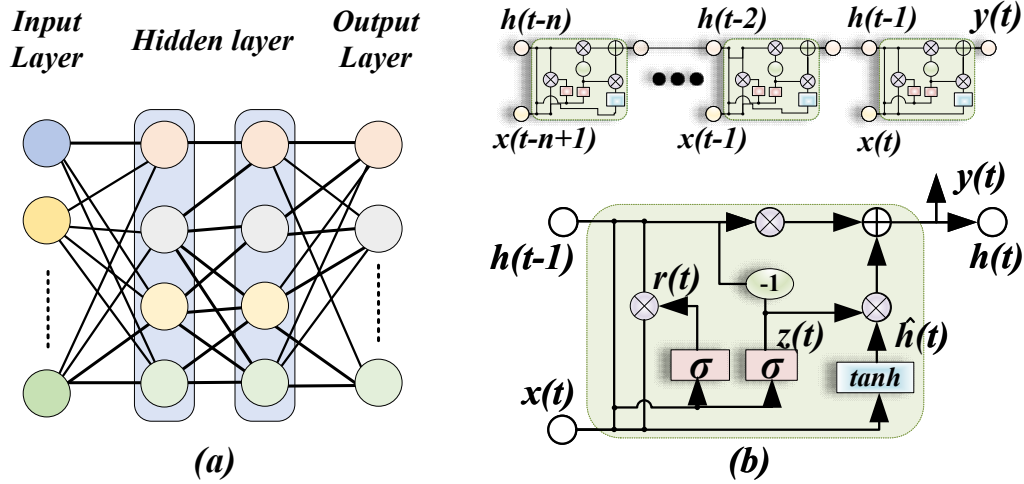 Input
Layer
Hidden layer
Output
Layer
(a)
h(t-n)
h(t-2)
h(t-1)
y(t)
x(t-n+1)
x(t-1)
x(t)
y(t)
h(t-1)
h(t)
r(t)
-1
z(t)
ĥ(t)
σ
σ
tanh
x(t)
(b)